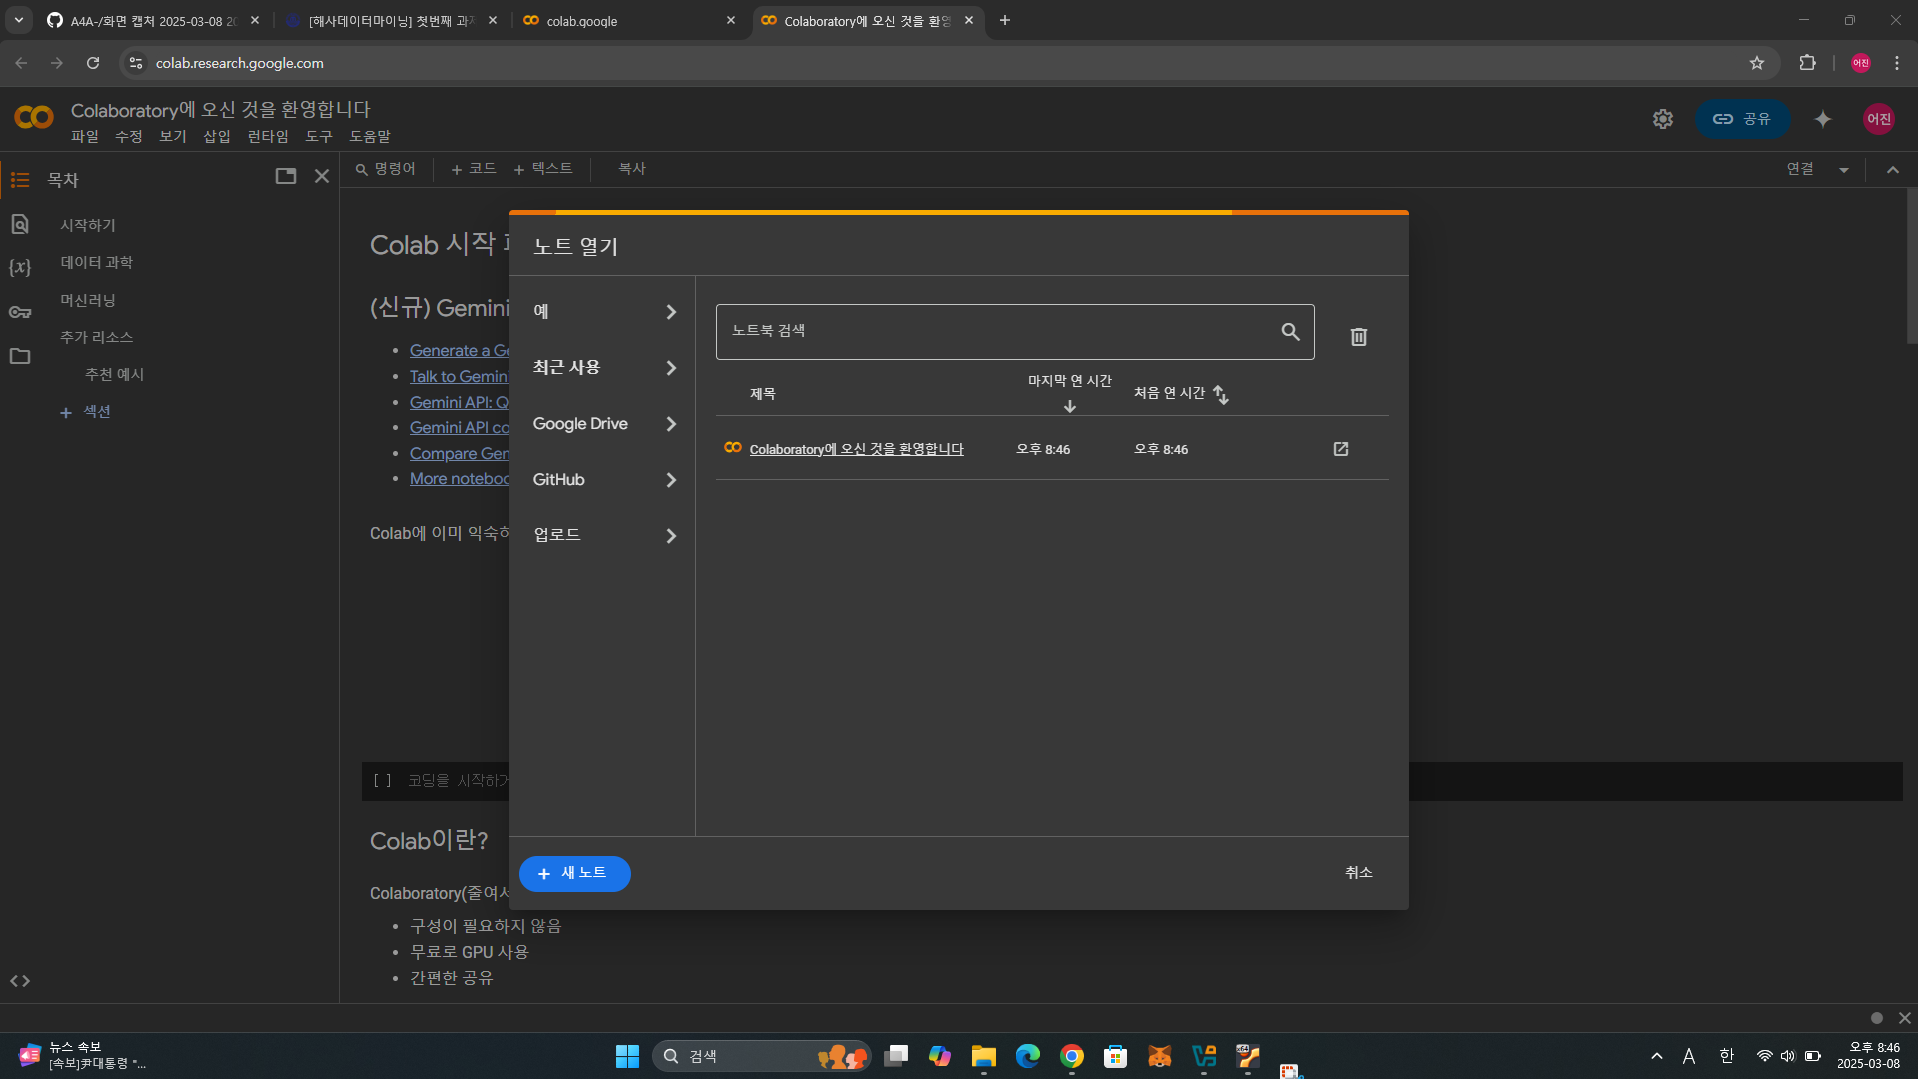 A4A-/화면 캡처 2025-03-08 20
[해사데이터마이닝] 첫번째 과제
colab.google
Colaboratory에 오신 것을 환영
colab.research.google.com
어진
Colaboratory에 오신 것을 환영합니다
파일 수정 보기 삽입 런타임 도구 도움말
공유
어진
목차
명령어
+ 코드 + 텍스트
복사
연결
시작하기
데이터 과학
머신러닝
추가 리소스
추천 예시
+ 섹션
Colab 시작
(신규) Gemini
Generate a Ge
Talk to Gemini
Gemini API: Q
Gemini API co
Compare Gem
More noteboo
Colab에 이미 익숙하
[ ] 코딩을 시작하거
Colab이란?
Colaboratory(줄여서
구성이 필요하지 않음
무료로 GPU 사용
간편한 공유
노트 열기
예
최근 사용
Google Drive
GitHub
업로드
노트북 검색
제목
마지막 연 시간
처음 연 시간
Colaboratory에 오신 것을 환영합니다 오후 8:46 오후 8:46
+ 새 노트
취소
뉴스 속보
[속보]尹대통령 "...
검색
A
한
오후 8:46
2025-03-08